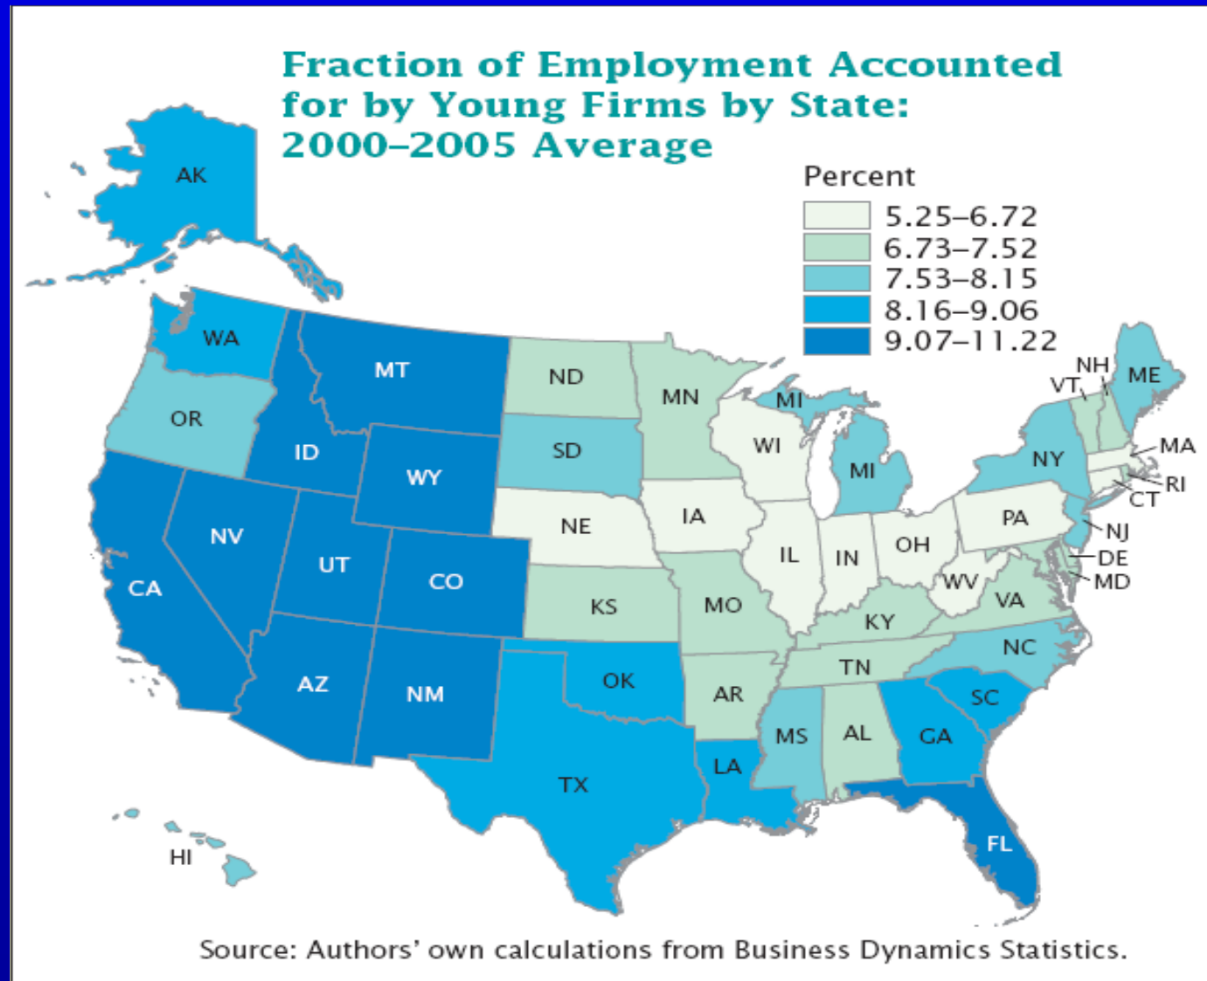 Fraction of Employment Accounted
for by Young Firms by State:
2000–2005 Average
Percent
5.25–6.72
6.73–7.52
7.53–8.15
8.16–9.06
9.07–11.22
AK
WA
MT
ND
MN
MI
VT
NH
ME
OR
ID
SD
WI
MI
NY
MA
WY
RI
CT
NV
NE
IA
PA
NJ
UT
CO
IL
IN
OH
DE
CA
WV
MD
KS
MO
KY
VA
NC
AZ
NM
OK
AR
TN
SC
MS
AL
GA
TX
LA
HI
FL
Source: Authors’ own calculations from Business Dynamics Statistics.